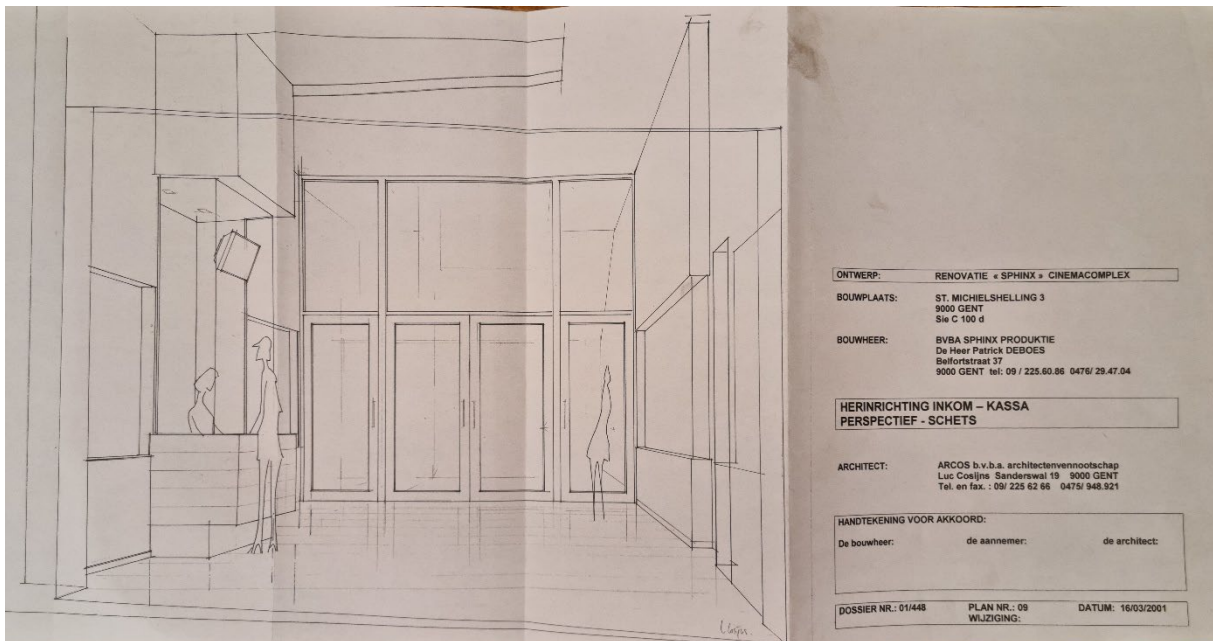 ONTWERP: RENOVATIE « SPHINX » CINEMACOMPLEX
BOUWPLAATS: ST. MICHIELSHELLING 3
9000 GENT
Sie C 100 d
BOUWHEER: BVBA SPHINX PRODUKTIE
De Heer Patrick DEBOES
Belfortstraat 37
9000 GENT tel: 09 / 225.60.86 0476/ 29.47.04
HERINRICHTING INKOM – KASSA
PERSPECTIEF - SCHETS
ARCHITECT: ARCOS b.v.b.a. architectenvennootschap
Luc Cosijns Sanderswal 19 9000 GENT
Tel. en fax. : 09/ 225 62 66 0475/ 948.921
HANDTEKENING VOOR AKKOORD:
De bouwheer: de aannemer: de architect:
DOSSIER NR.: 01/448 PLAN NR.: 09 DATUM: 16/03/2001
WIJZIGING: